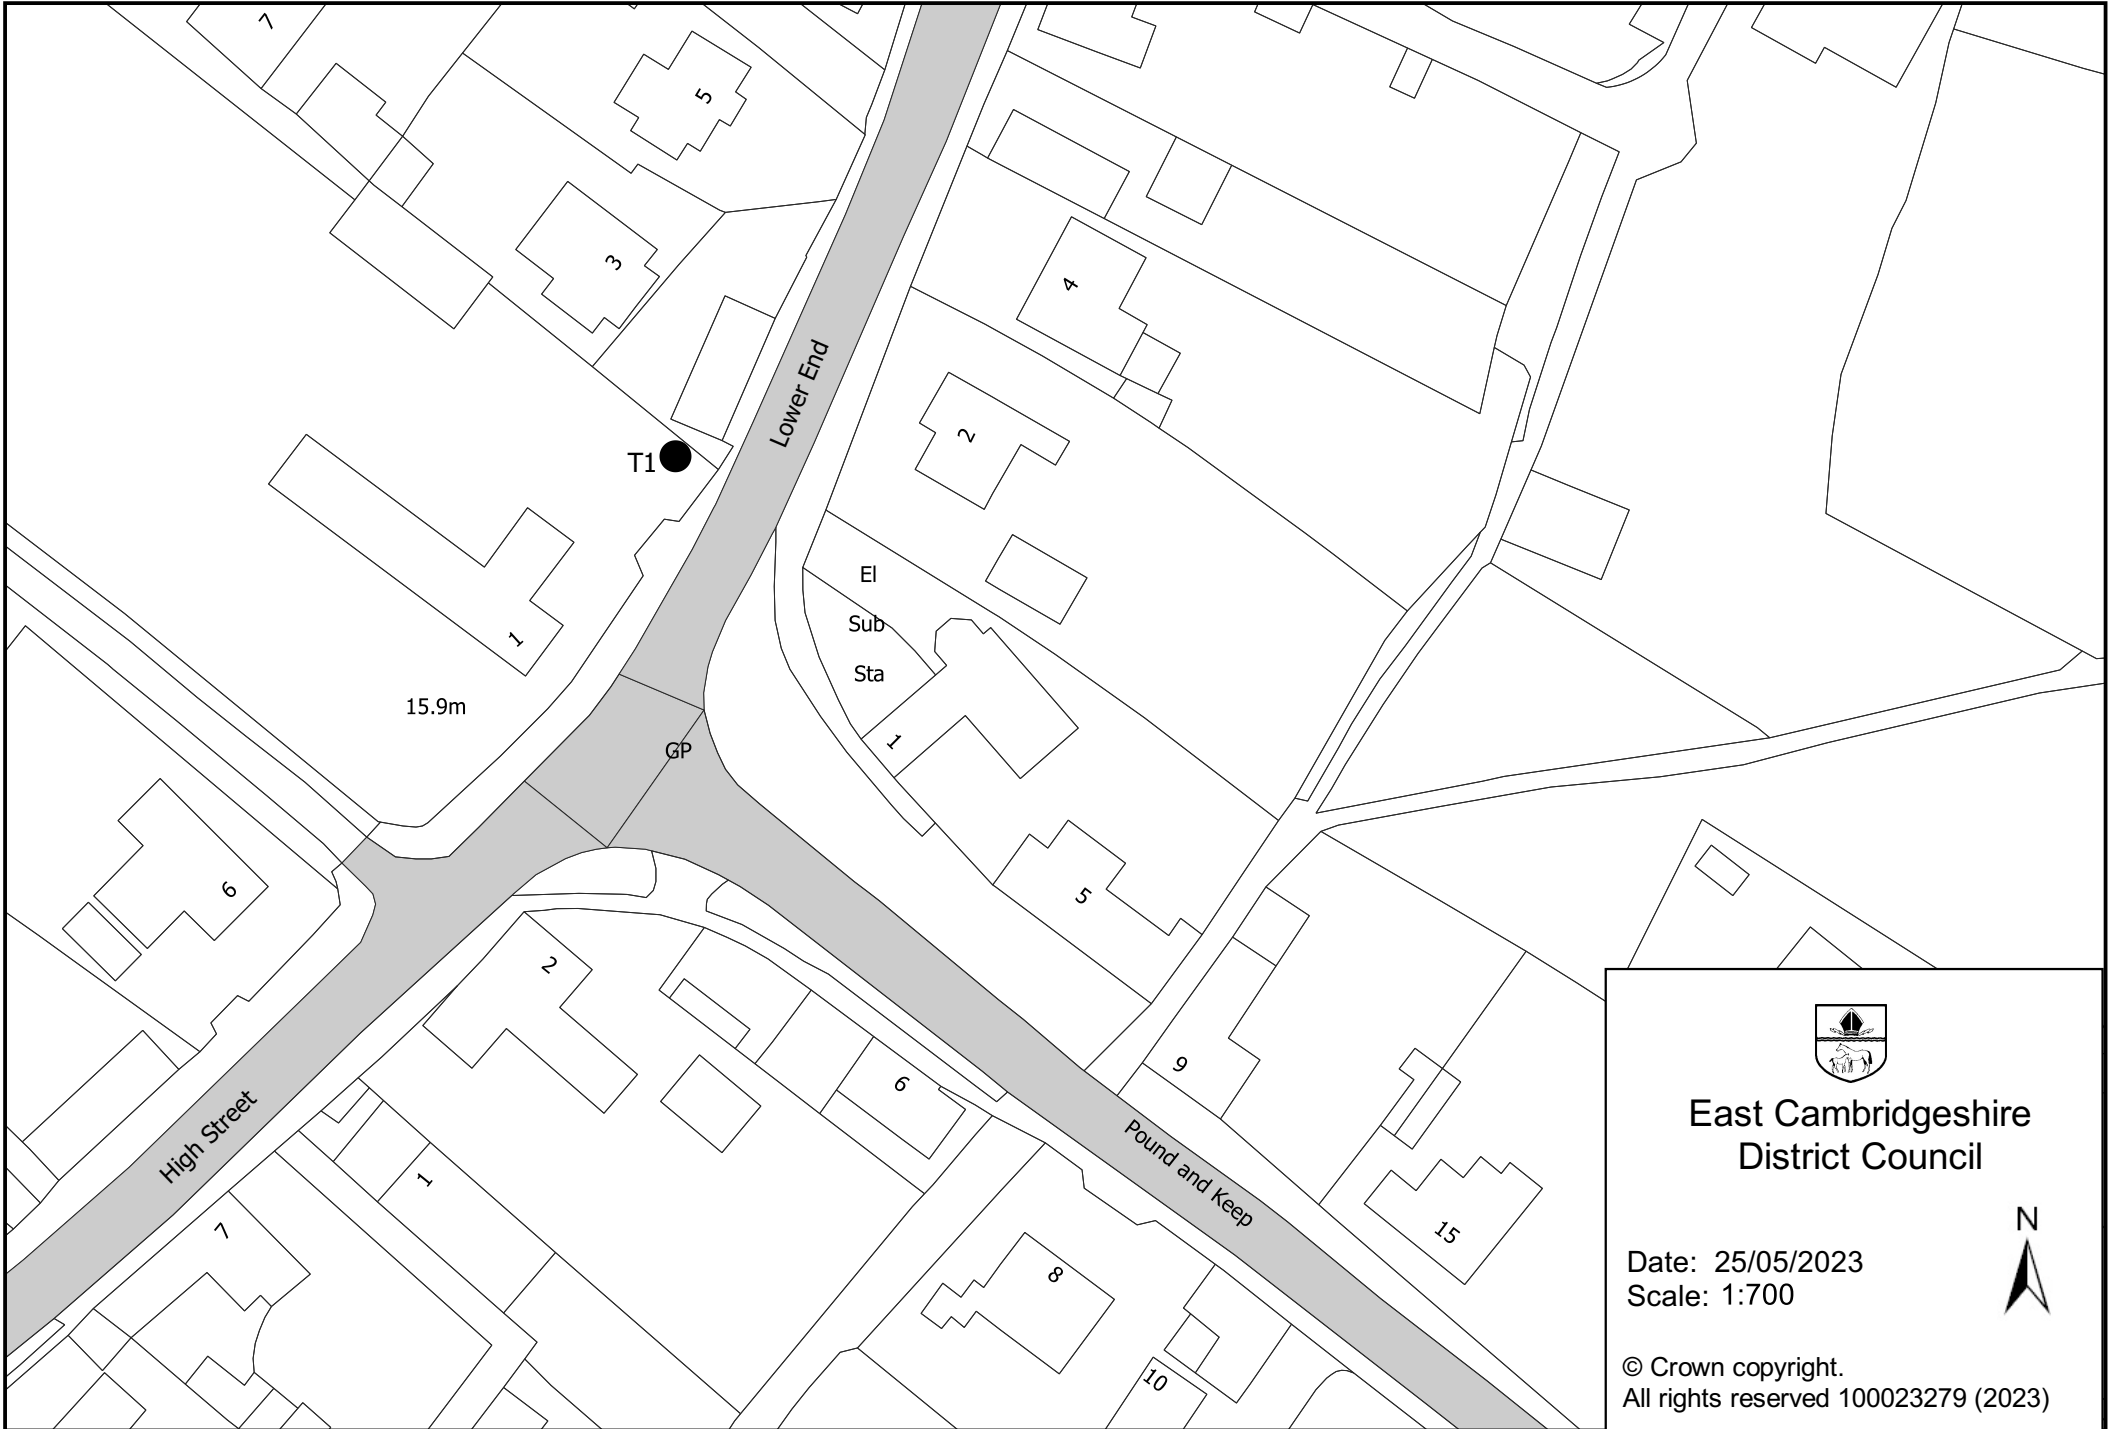 7
5
3
4
Lower End
2
T1
El
Sub
Sta
1
1
15.9m
GP
6
2
5
9
6
High Street
1
Pound and Keep
7
15
8
10
East Cambridgeshire
District Council
N
Date: 25/05/2023
Scale: 1:700
© Crown copyright.
All rights reserved 100023279 (2023)